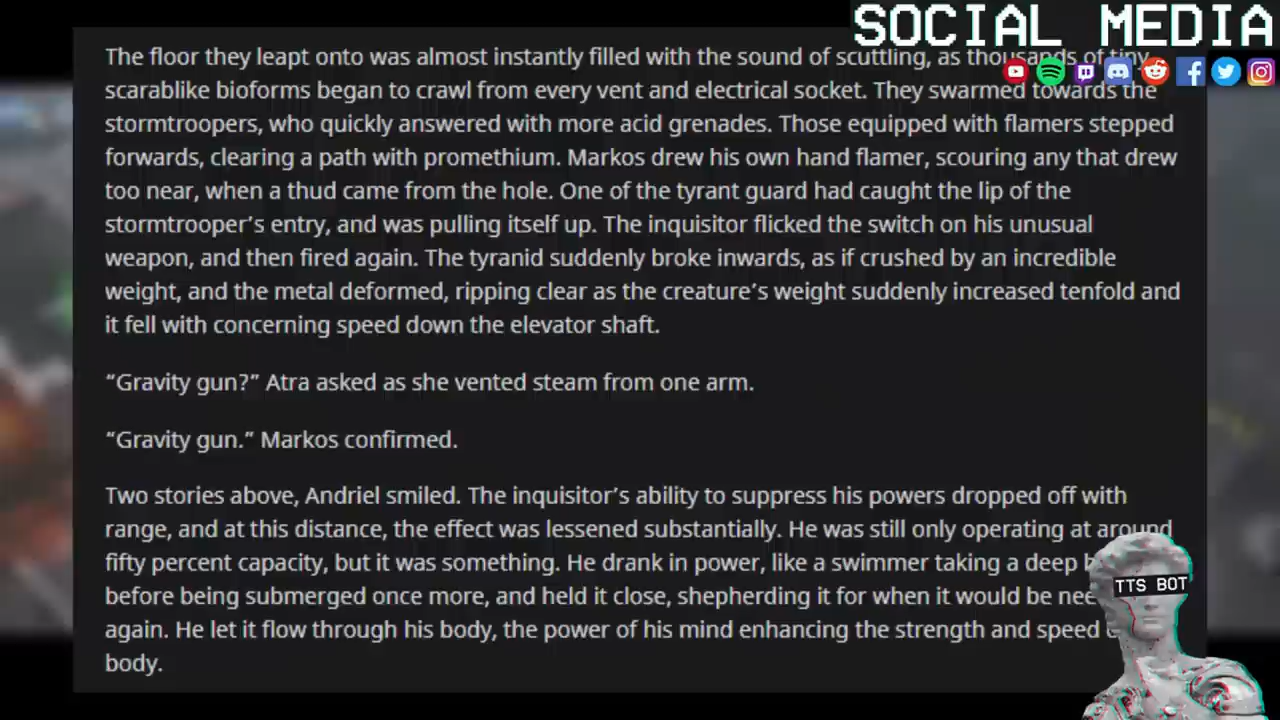 SOCIAL MEDIA
The floor they leapt onto was almost instantly filled with the sound of scuttling, as thousands of tiny
scarablike bioforms began to crawl from every vent and electrical socket. They swarmed towards the
stormtroopers, who quickly answered with more acid grenades. Those equipped with flamers stepped
forwards, clearing a path with promethium. Markos drew his own hand flamer, scouring any that drew
too near, when a thud came from the hole. One of the tyrant guard had caught the lip of the
stormtrooper’s entry, and was pulling itself up. The inquisitor flicked the switch on his unusual
weapon, and then fired again. The tyranid suddenly broke inwards, as if crushed by an incredible
weight, and the metal deformed, ripping clear as the creature’s weight suddenly increased tenfold and
it fell with concerning speed down the elevator shaft.
“Gravity gun?” Atra asked as she vented steam from one arm.
“Gravity gun.” Markos confirmed.
Two stories above, Andriel smiled. The inquisitor’s ability to suppress his powers dropped off with
range, and at this distance, the effect was lessened substantially. He was still only operating at around
fifty percent capacity, but it was something. He drank in power, like a swimmer taking a deep
before being submerged once more, and held it close, shepherding it for when it would be
again. He let it flow through his body, the power of his mind enhancing the strength and speed
body.
TTS BOT